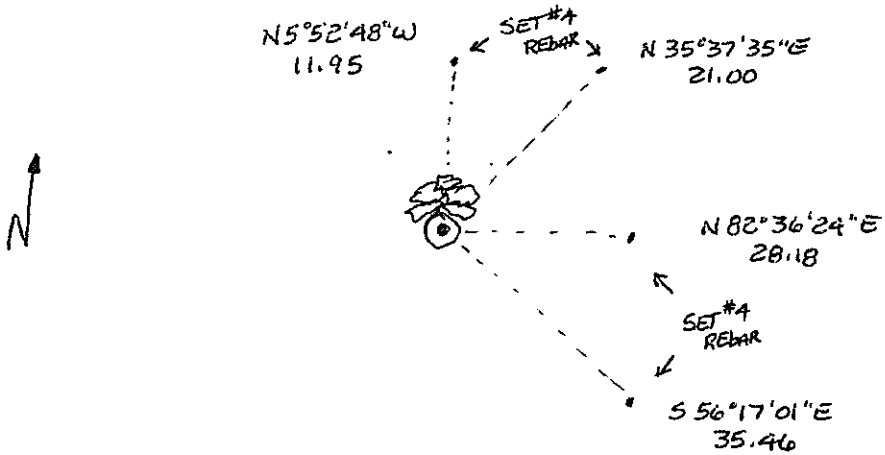 N5°52'48"W
11.95
SET #4
REBAR
N 35°37'35"E
21.00
N
N 82°36'24"E
28.18
SET #4
REBAR
S 56°17'01"E
35.46